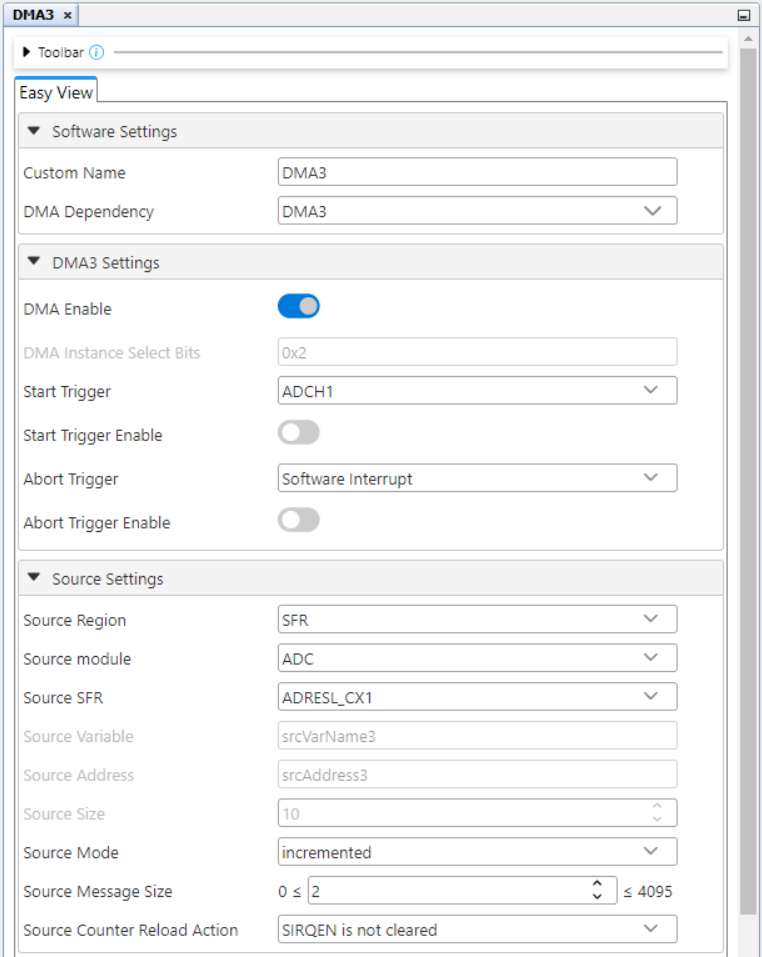 DMA3 ×
Toolbar
Easy View
Software Settings
Custom Name DMA3
DMA Dependency DMA3
DMA3 Settings
DMA Enable
DMA Instance Select Bits 0x2
Start Trigger ADCH1
Start Trigger Enable
Abort Trigger Software Interrupt
Abort Trigger Enable
Source Settings
Source Region SFR
Source module ADC
Source SFR ADRESL_CX1
Source Variable srcVarName3
Source Address srcAddress3
Source Size 10
Source Mode incremented
Source Message Size 0 ≤ 2 ≤ 4095
Source Counter Reload Action SIRQEN is not cleared